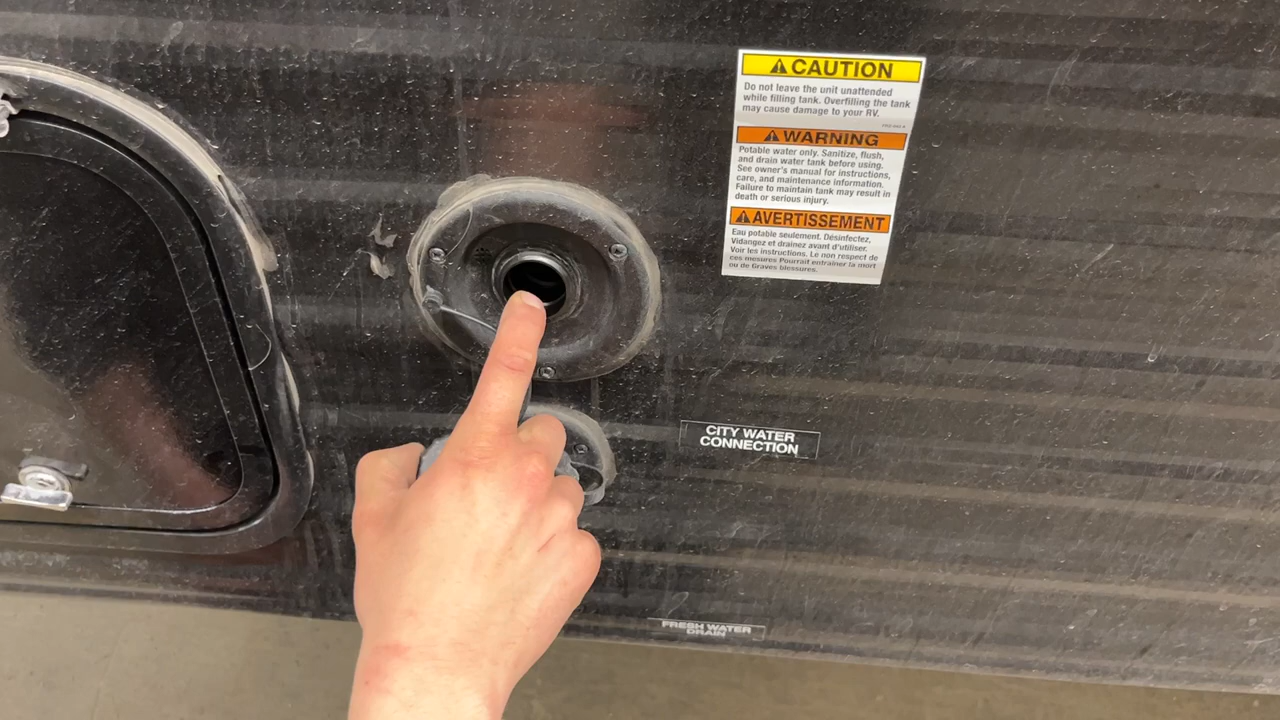 CAUTION
Do not leave the unit unattended
while filling tank. Overfilling the tank
may cause damage to your RV.
WARNING
Potable water only. Sanitize, flush,
and drain water tank before using.
See owner's manual for instructions,
care, and maintenance information.
Failure to maintain tank may result in
death or serious injury.
AVERTISSEMENT
Eau potable seulement. Désinfectez,
Vidangez et drainez avant d'utiliser.
Voir les instructions. Le non respect de
ces mesures Pourrait entraîner la mort
ou de Graves blessures.
CITY WATER
CONNECTION
FRESH WATER
DRAIN